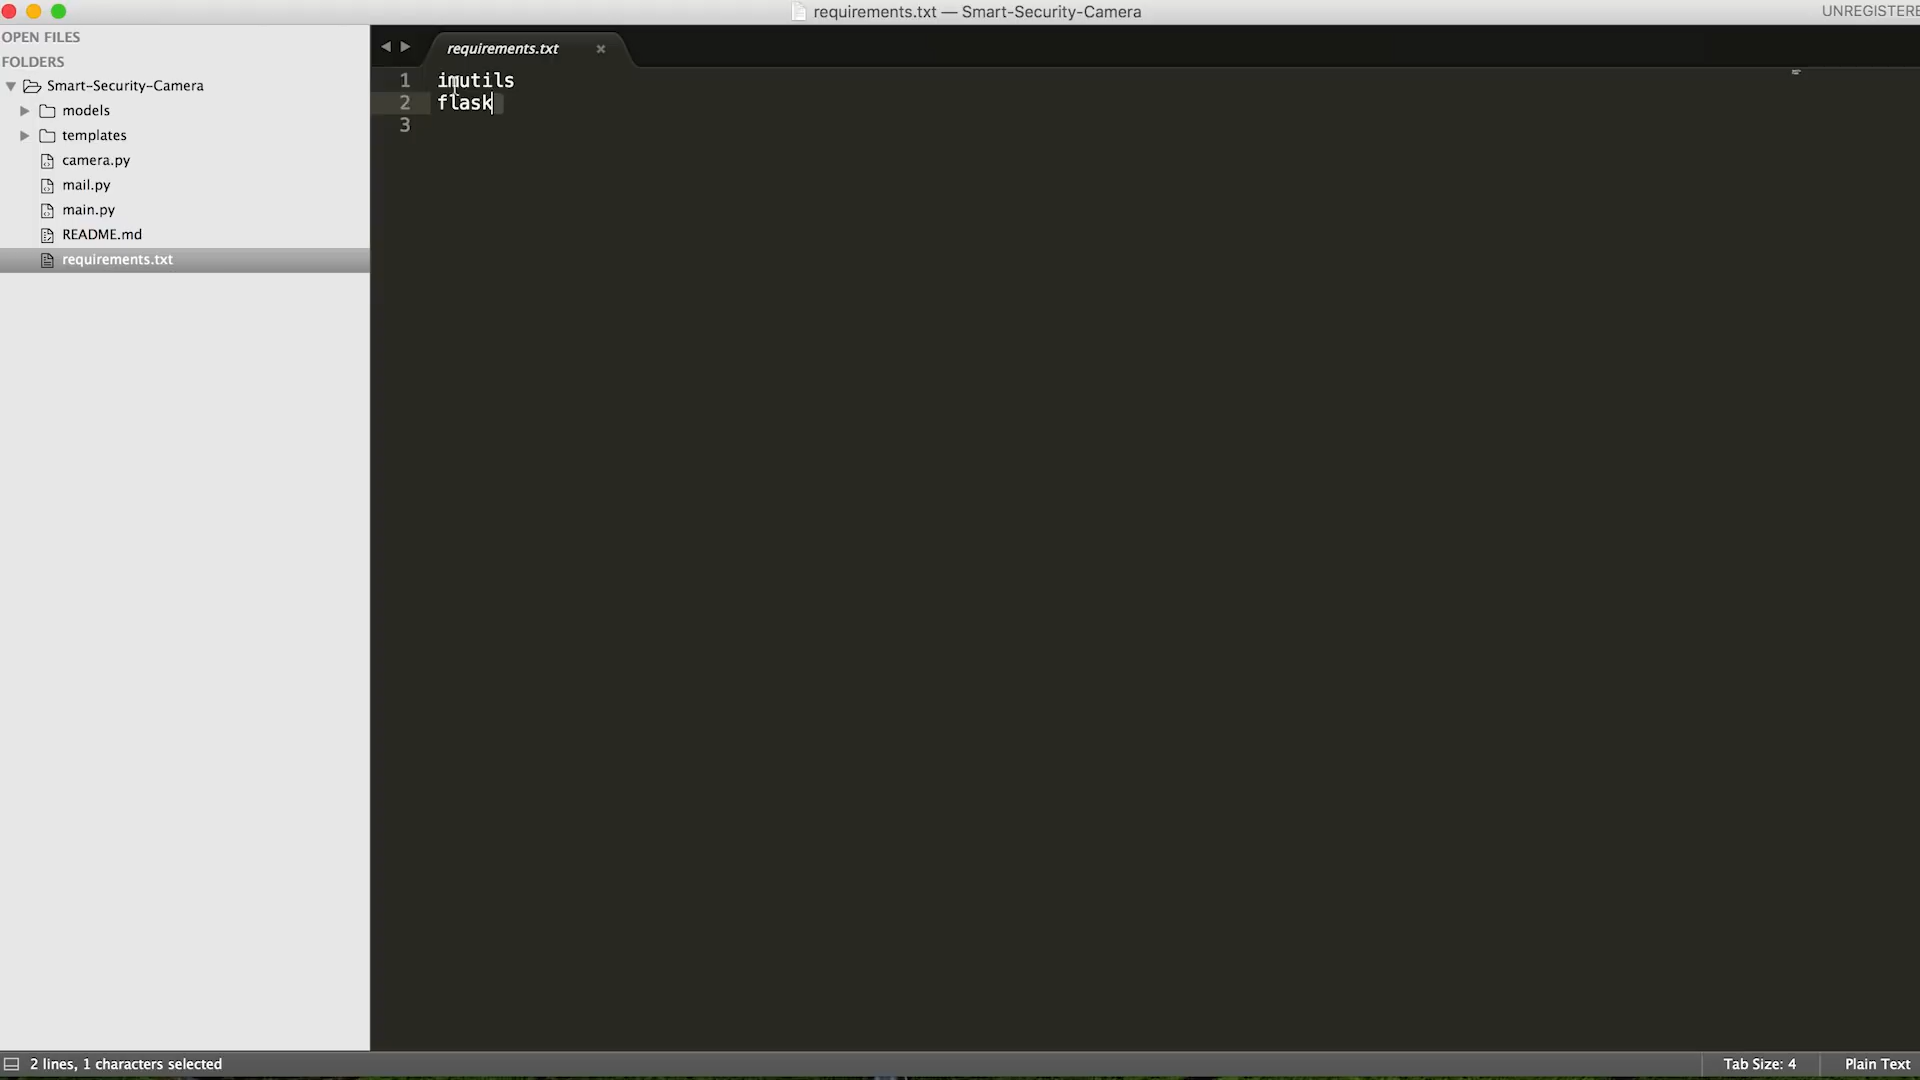 requirements.txt — Smart-Security-Camera
UNREGISTERE
OPEN FILES
FOLDERS
Smart-Security-Camera
models
templates
camera.py
mail.py
main.py
README.md
requirements.txt
requirements.txt
1 imutils
2 flask
3
2 lines, 1 characters selected
Tab Size: 4
Plain Text